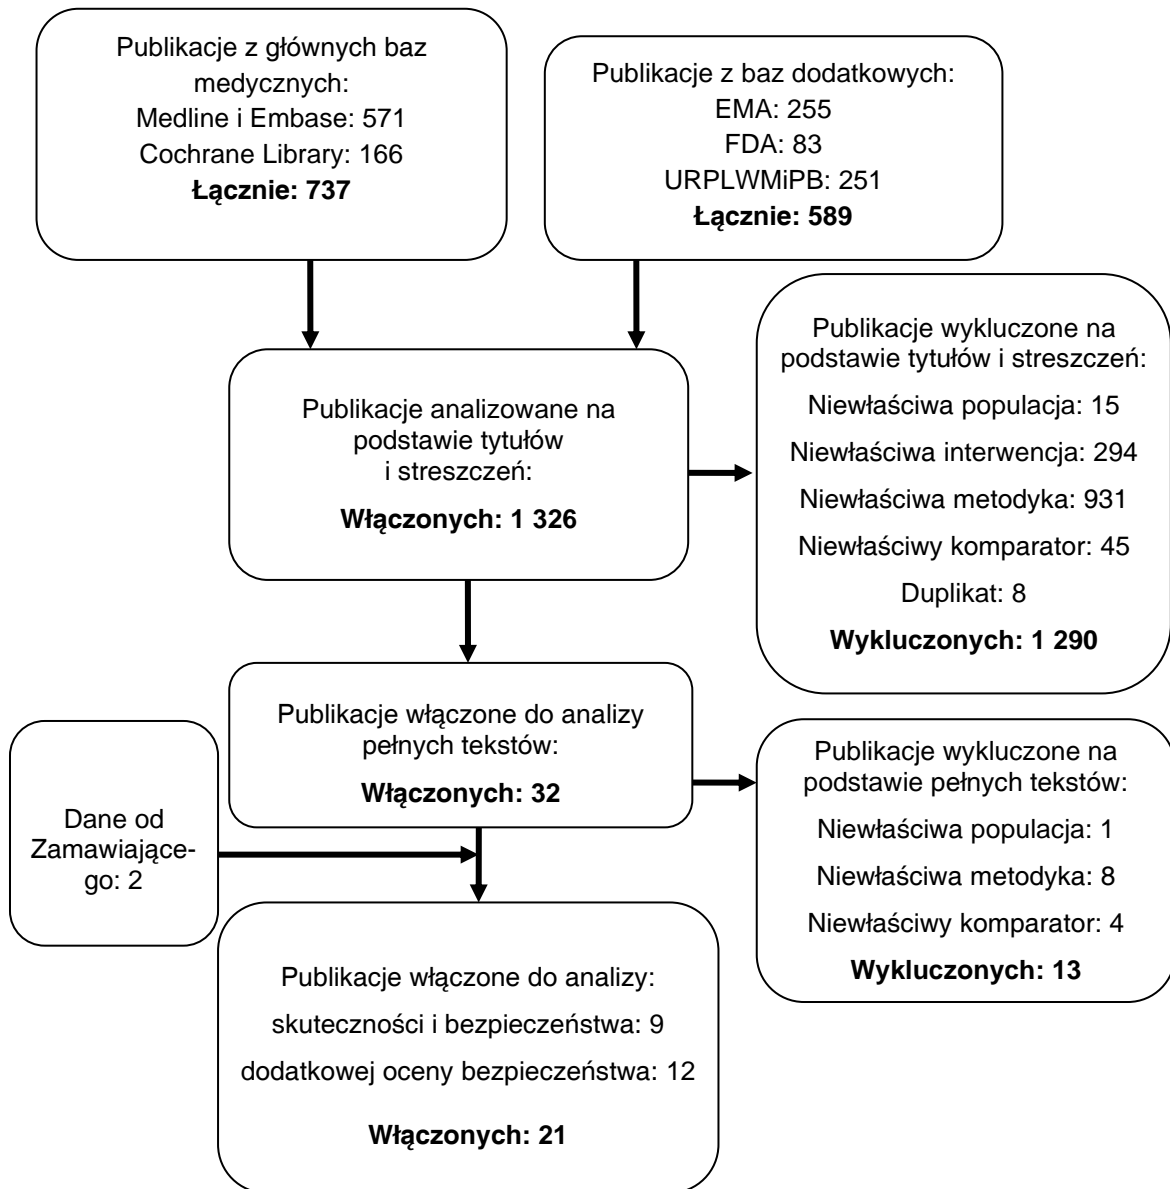 Publikacje z głównych baz
medycznych:
Medline i Embase: 571
Cochrane Library: 166
Łącznie: 737
Publikacje z baz dodatkowych:
EMA: 255
FDA: 83
URPLWMiPB: 251
Łącznie: 589
Publikacje analizowane na
podstawie tytułów
i streszczeń:
Włączonych: 1 326
Publikacje wykluczone na
podstawie tytułów i streszczeń:
Niewłaściwa populacja: 15
Niewłaściwa interwencja: 294
Niewłaściwa metodyka: 931
Niewłaściwy komparator: 45
Duplikat: 8
Wykluczonych: 1 290
Publikacje włączone do analizy
pełnych tekstów:
Włączonych: 32
Publikacje wykluczone na
podstawie pełnych tekstów:
Niewłaściwa populacja: 1
Niewłaściwa metodyka: 8
Niewłaściwy komparator: 4
Wykluczonych: 13
Dane od
Zamawiające-
go: 2
Publikacje włączone do analizy:
skuteczności i bezpieczeństwa: 9
dodatkowej oceny bezpieczeństwa: 12
Włączonych: 21